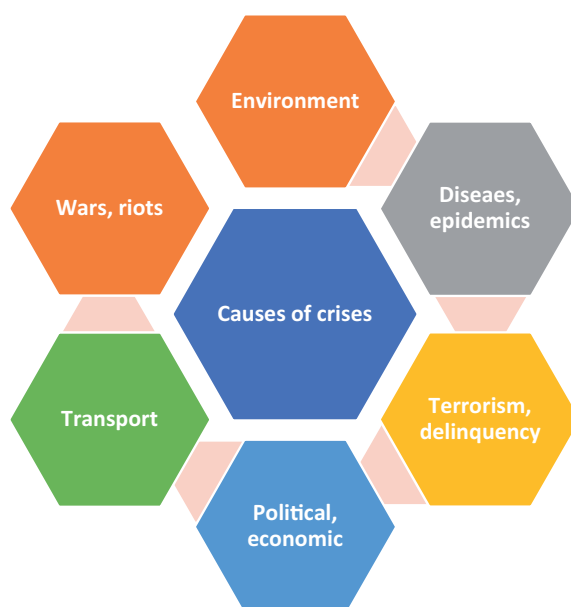 Environment
Diseaes,
epidemics
Terrorism,
delinquency
Political,
economic
Transport
Wars, riots
Causes of crises